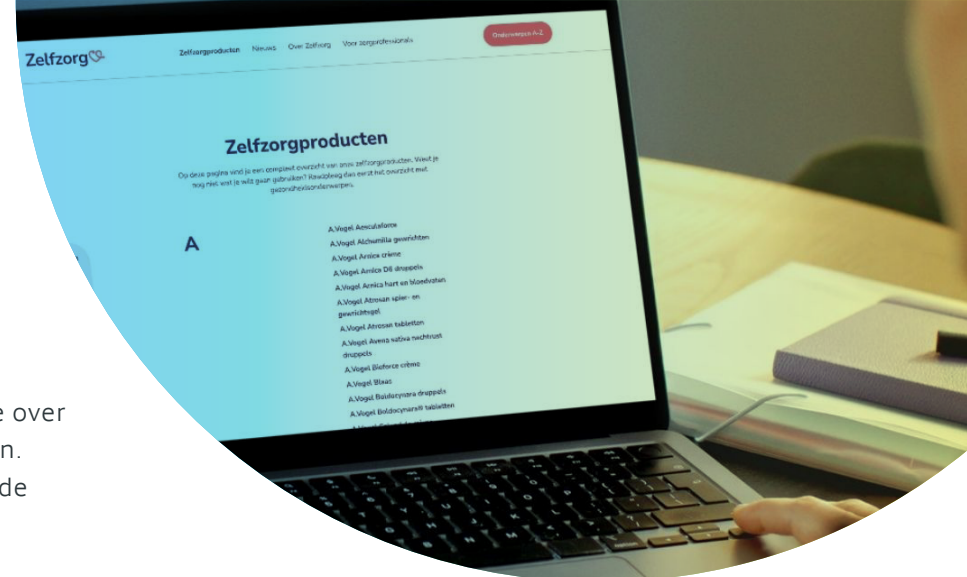 Zelfzorg
Zelfzorgproducten Nieuws Over Zelfzorg Voor zorgprofessionals
Onderwerpen A-Z
Zelfzorgproducten
Op deze pagina vind je een compleet overzicht van onze zelfzorgproducten. Weet je
nog niet wat je wilt gaan gebruiken? Raadpleeg dan eerst het overzicht met
gezondheidsonderwerpen.
A
A.Vogel Aesculaforce
A.Vogel Alchemilla gewrichten
A.Vogel Arnica crème
A.Vogel Arnica D6 druppels
A.Vogel Arnica hart en bloedvaten
A.Vogel Atrosan spier- en
gewrichtsgel
A.Vogel Atrosan tabletten
A.Vogel Avena sativa nachtrust
druppels
A.Vogel Bioforce crème
A.Vogel Blaas
A.Vogel Boldocynara druppels
A.Vogel Boldocynara® tabletten
over
n.
de